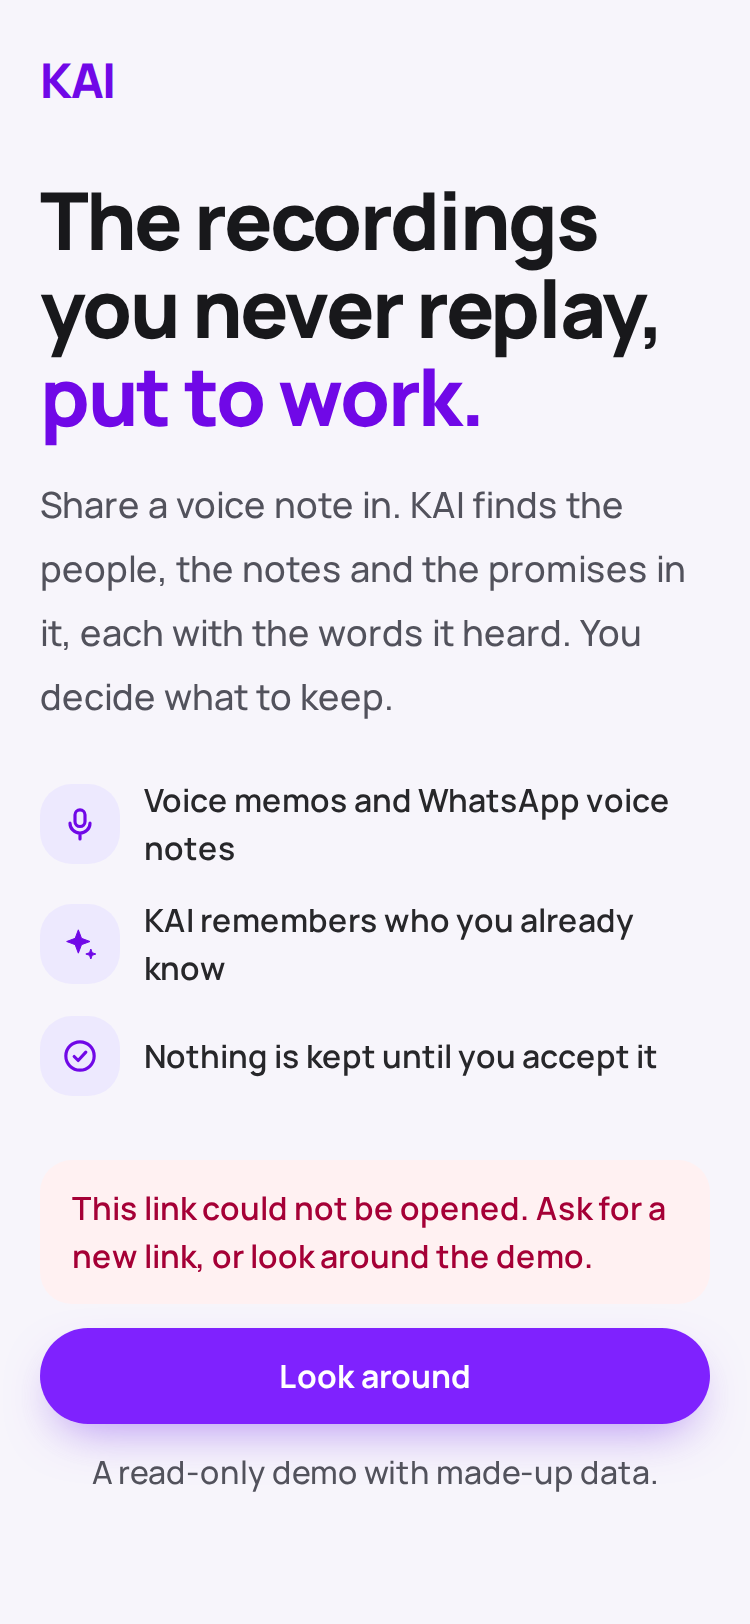 KAI
The recordings
you never replay,
put to work.
Share a voice note in. KAI finds the
people, the notes and the promises in
it, each with the words it heard. You
decide what to keep.
Voice memos and WhatsApp voice
notes
KAI remembers who you already
know
Nothing is kept until you accept it
This link could not be opened. Ask for a
new link, or look around the demo.
Look around
A read-only demo with made-up data.